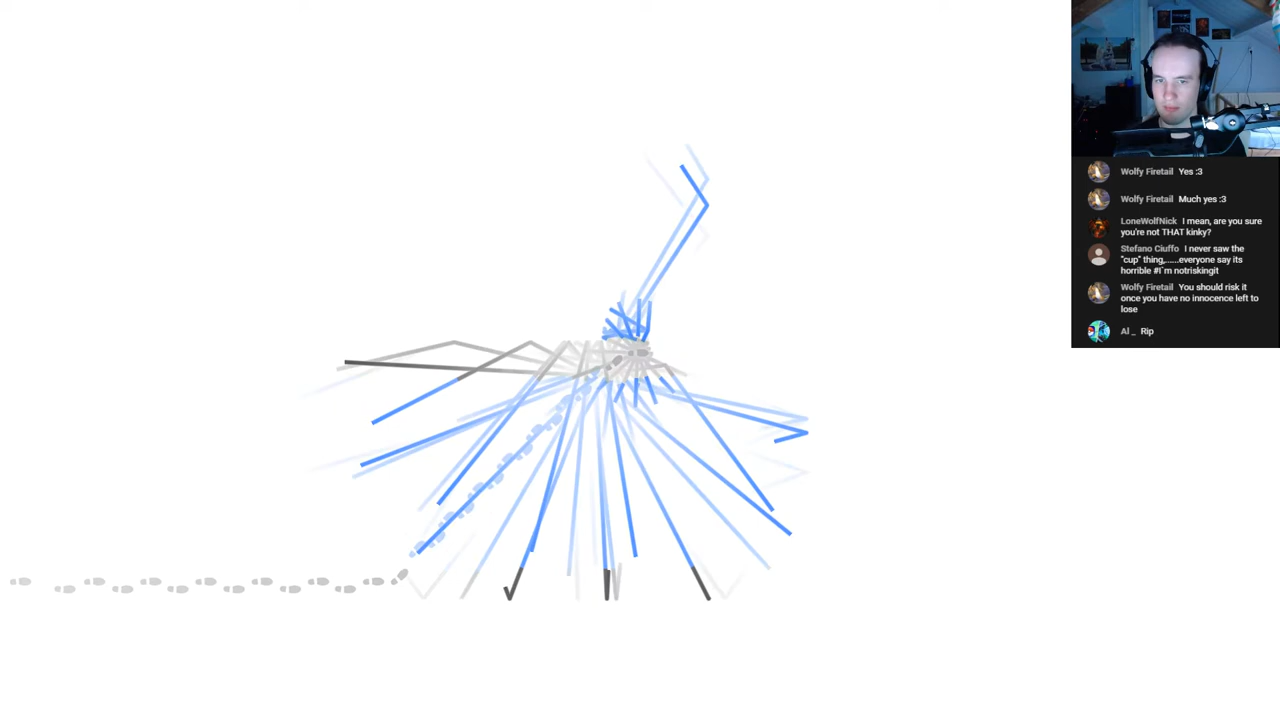 Wolfy Firetail Yes :3
Wolfy Firetail Much yes :3
LoneWolfNick I mean, are you sure
you're not THAT kinky?
Stefano Ciuffo I never saw the
"cup" thing,......everyone say its
horrible #I`m notriskingit
Wolfy Firetail You should risk it
once you have no innocence left to
lose
Al _ Rip